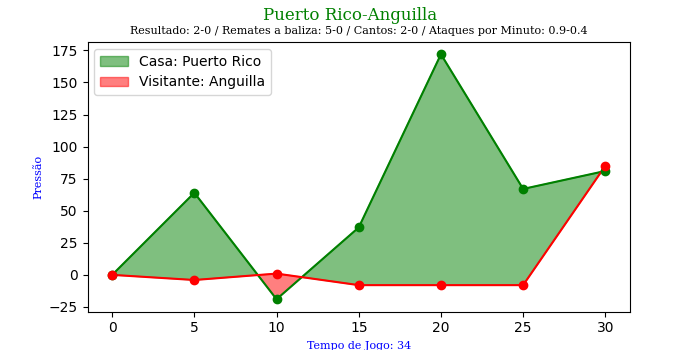 Puerto Rico-Anguilla
Resultado: 2-0 / Remates a baliza: 5-0 / Cantos: 2-0 / Ataques por Minuto: 0.9-0.4
Casa: Puerto Rico
Visitante: Anguilla
175
150
125
100
75
50
25
0
−25
Pressão
0 5 10 15 20 25 30
Tempo de Jogo: 34